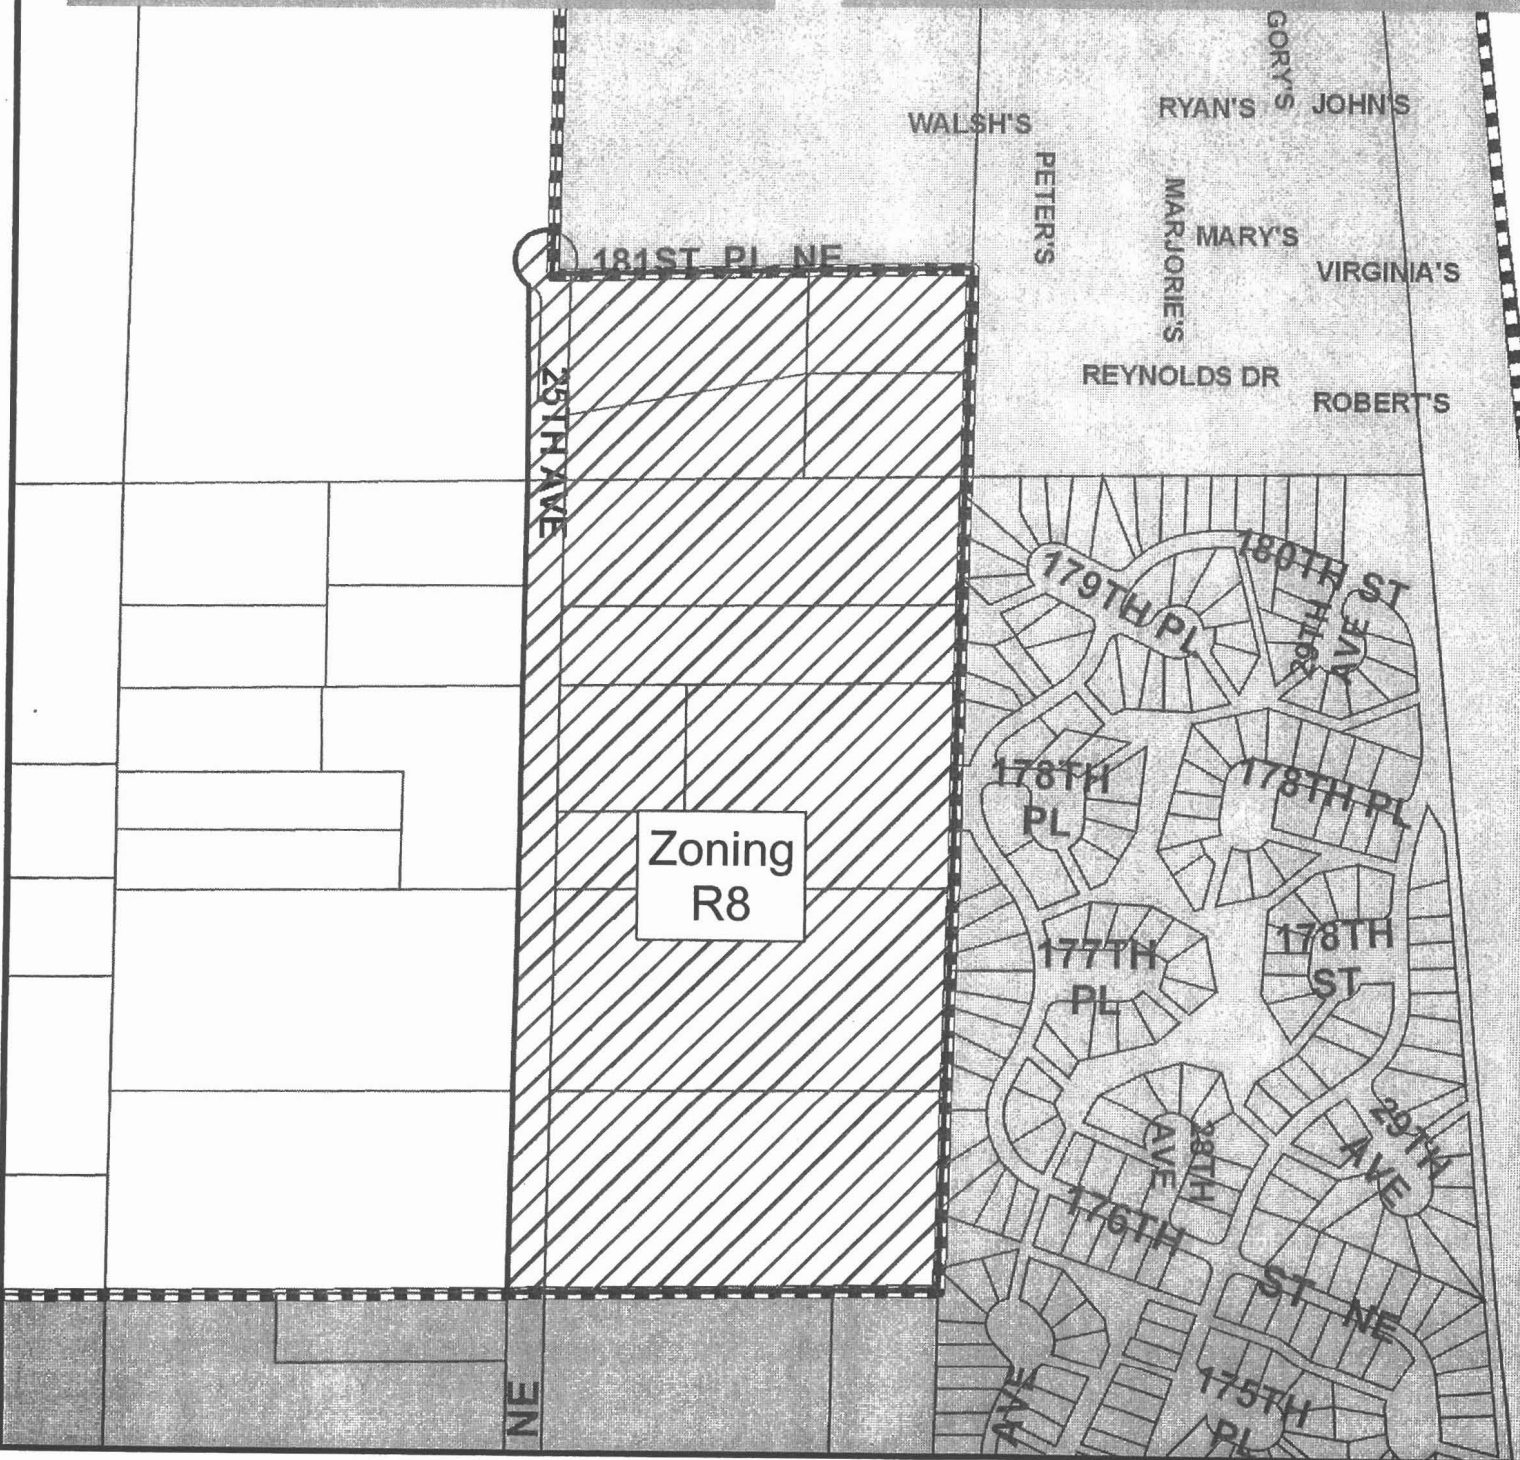 GORY'S
WALSH'S
RYAN'S
JOHN'S
PETER'S
MARJORIE'S
MARY'S
181ST PL NE
VIRGINIA'S
REYNOLDS DR
ROBERT'S
25TH AVE
180TH ST
179TH PL
29TH
AVE
178TH
PL
178TH PL
Zoning
R8
177TH
PL
178TH
ST
28TH
AVE
29TH
AVE
176TH
ST NE
NE
AVE
175TH
PL